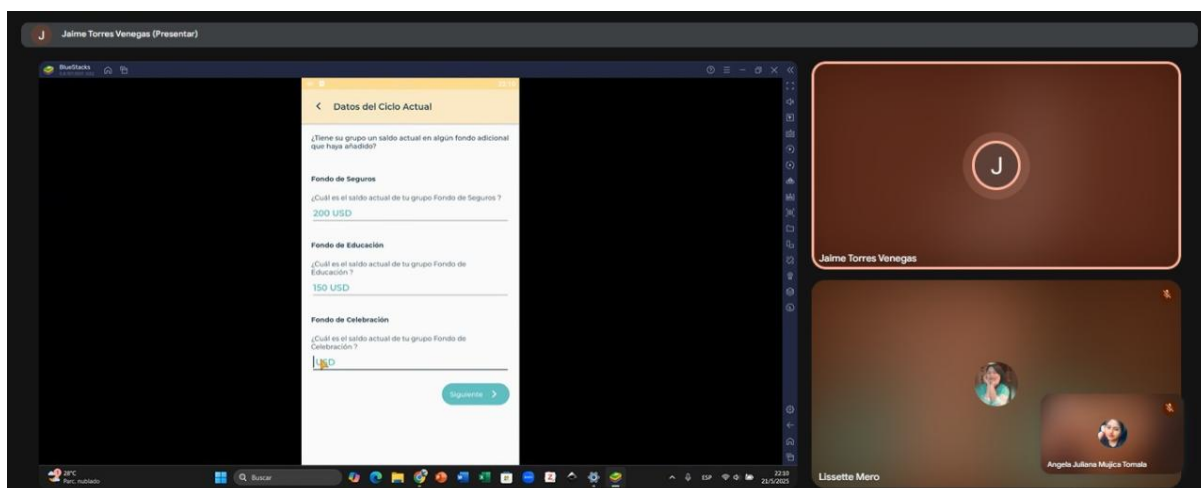 J Jaime Torres Venegas (Presentar)
BlueStacks
Datos del Ciclo Actual
¿Tiene su grupo un saldo actual en algún fondo adicional
que haya añadido?
Fondo de Seguros
¿Cuál es el saldo actual de tu grupo Fondo de Seguros ?
200 USD
Fondo de Educación
¿Cuál es el saldo actual de tu grupo Fondo de
Educación ?
150 USD
Fondo de Celebración
¿Cuál es el saldo actual de tu grupo Fondo de
Celebración ?
USD
Siguiente
J
Jaime Torres Venegas
Angela Juliana Mujica Tomala
Lissette Mero
28°C
Parc. nublado
Buscar
ESP
22:10
21/5/2025